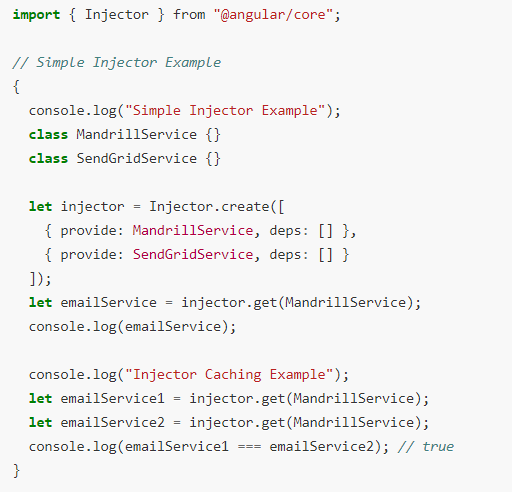 import { Injector } from "@angular/core";
// Simple Injector Example
{
console.log("Simple Injector Example");
class MandrillService {}
class SendGridService {}
let injector = Injector.create([
{ provide: MandrillService, deps: [] },
{ provide: SendGridService, deps: [] }
]);
let emailService = injector.get(MandrillService);
console.log(emailService);
console.log("Injector Caching Example");
let emailService1 = injector.get(MandrillService);
let emailService2 = injector.get(MandrillService);
console.log(emailService1 === emailService2); // true
}